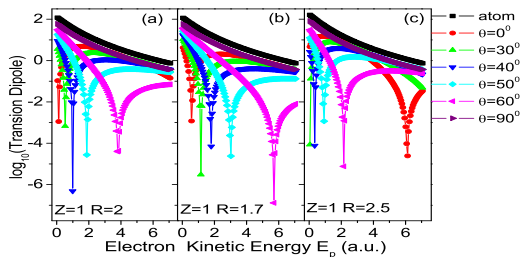 (a) (b) (c)
log10(Transion Dipole)
2
0
-2
-4
-6
Z=1 R=2
Z=1 R=1.7
Z=1 R=2.5
0 2 4 6 0 2 4 6 0 2 4 6
Electron Kinetic Energy Ep (a.u.)
atom
θ=0°
θ=30°
θ=40°
θ=50°
θ=60°
θ=90°